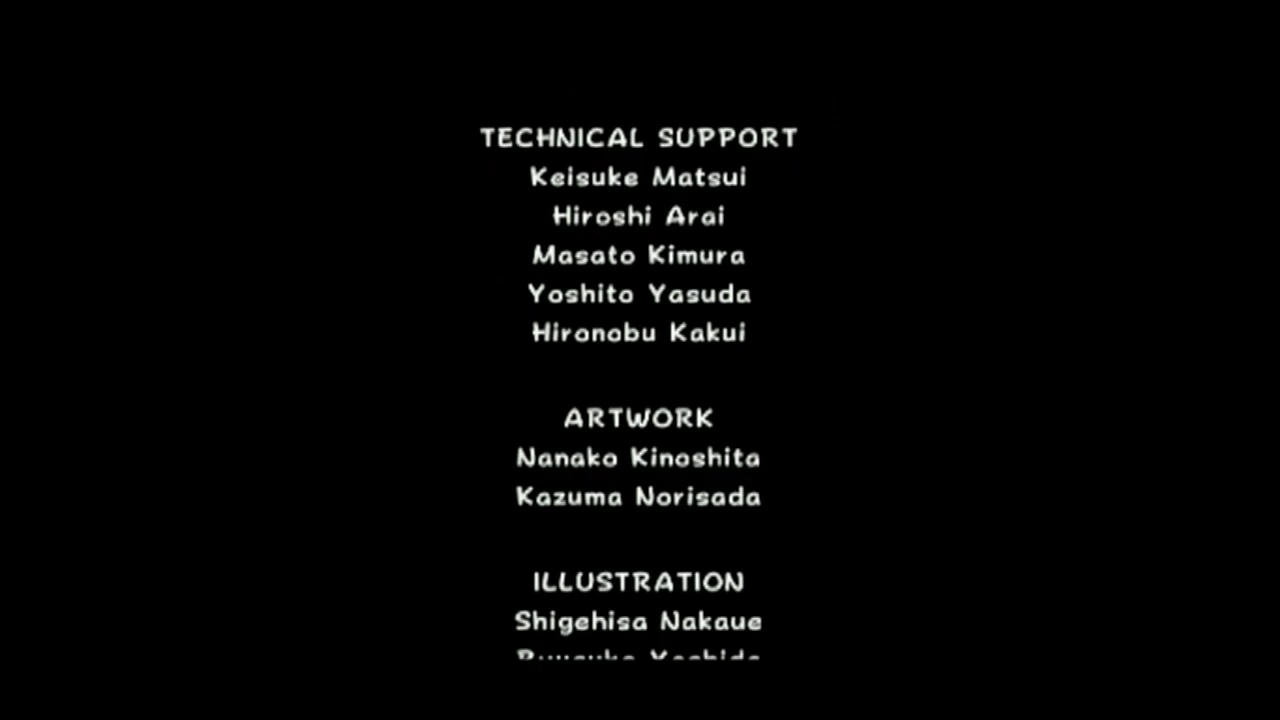 TECHNICAL SUPPORT
Keisuke Matsui
Hiroshi Arai
Masato Kimura
Yoshito Yasuda
Hironobu Kakui
ARTWORK
Nanako Kinoshita
Kazuma Norisada
ILLUSTRATION
Shigehisa Nakaue